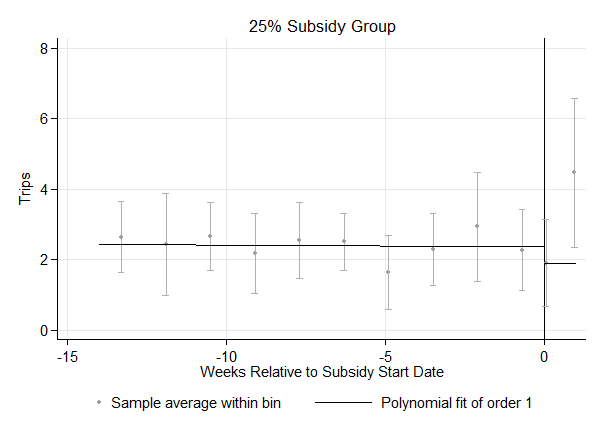 25% Subsidy Group
8
6
4
2
0
Trips
-15
-10
-5
0
Weeks Relative to Subsidy Start Date
Sample average within bin
Polynomial fit of order 1